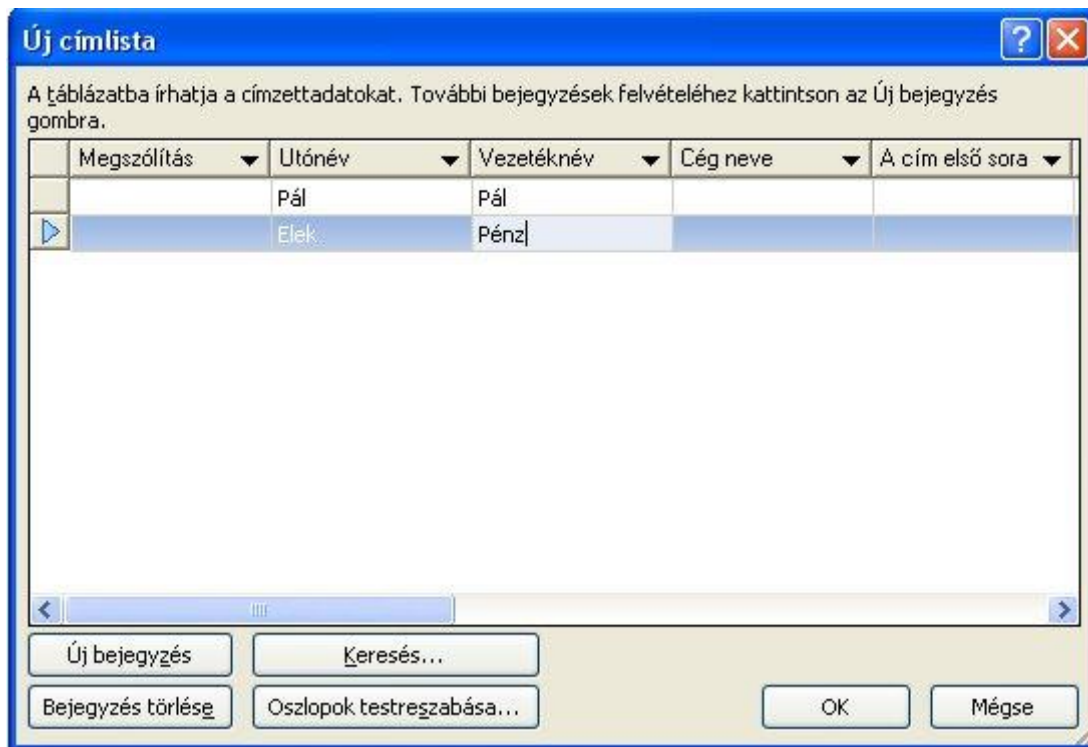 Új címlista
A táblázatba írhatja a címzettadatokat. További bejegyzések felvételéhez kattintson az Új bejegyzés
gombra.
Megszólítás Utónév Vezetéknév Cég neve A cím első sora
Pál Pál
Elek Pénz
Új bejegyzés Keresés...
Bejegyzés törlése Oszlopok testreszabása... OK Mégse